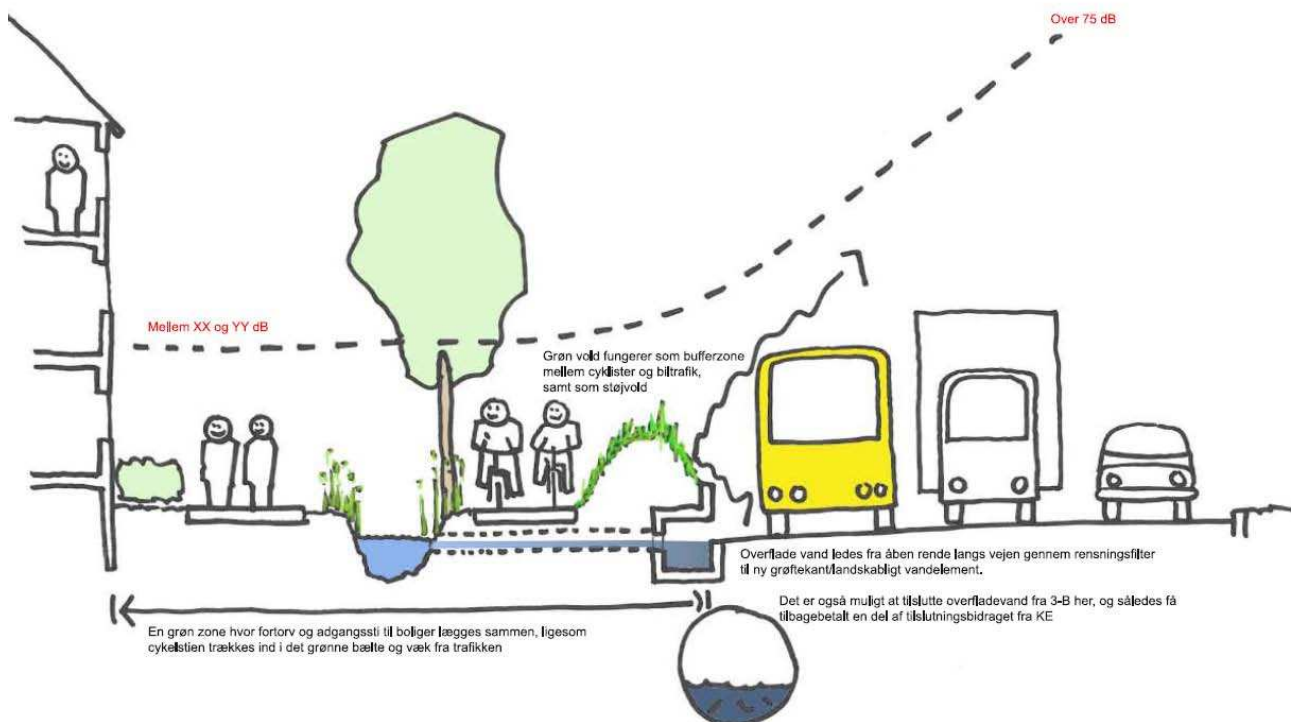 Over 75 dB
Mellem XX og YY dB
Grøn vold fungerer som bufferzone
mellem cyklister og biltrafik,
samt som støjvold
Overflade vand ledes fra åben rende langs vejen gennem rensningsfilter
til ny grøftekant/landskabligt vandelement.
Det er også muligt at tilslutte overfladevand fra 3-B her, og således få
tilbagebetalt en del af tilslutningsbidraget fra KE
En grøn zone hvor fortorv og adgangssti til boliger lægges sammen, ligesom
cykelstien trækkes ind i det grønne bælte og væk fra trafikken